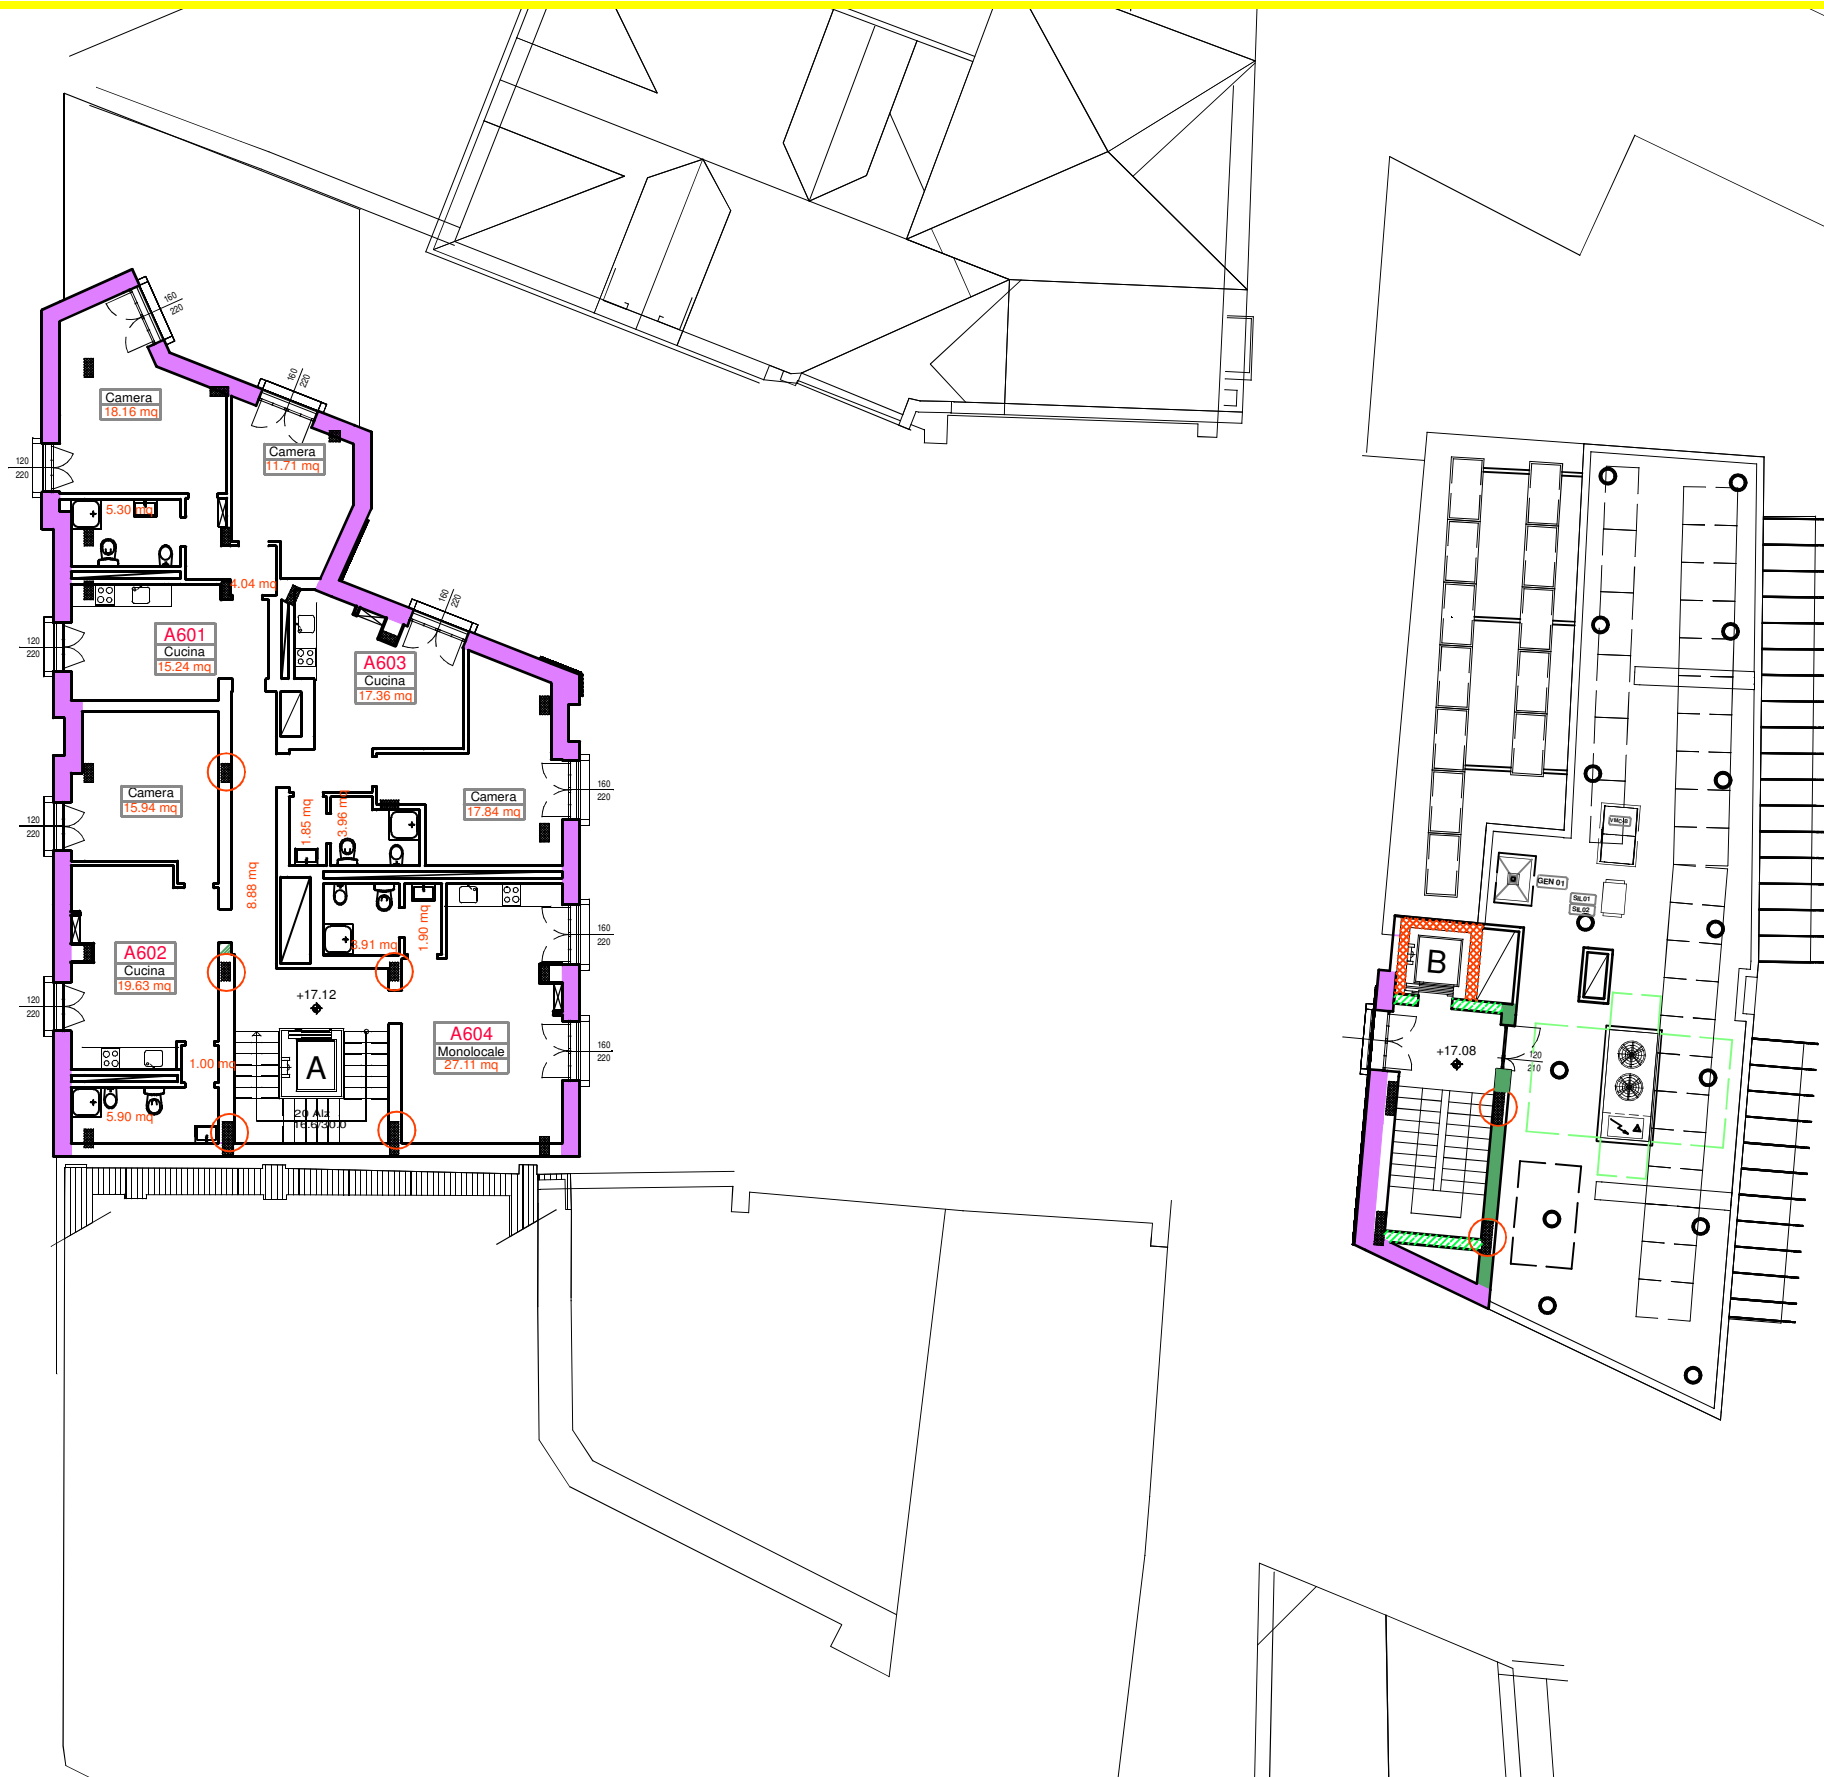 160
220
160
220
Camera
18.16 mq
Camera
11.71 mq
120
220
5.30 mq
4.04 mq
160
220
120
220
A601
Cucina
15.24 mq
A603
Cucina
17.36 mq
Camera
15.94 mq
Camera
17.84 mq
160
220
120
220
1.85 mq
3.96 mq
VMC-B
8.88 mq
GEN 01
SIL01
SIL02
1.90 mq
3.91 mq
160
220
A602
Cucina
19.63 mq
B
+17.12
120
220
A604
Monolocale
27.11 mq
160
220
+17.08
120
210
1.00 mq
A
5.90 mq
20 Alz
16.6/30.0